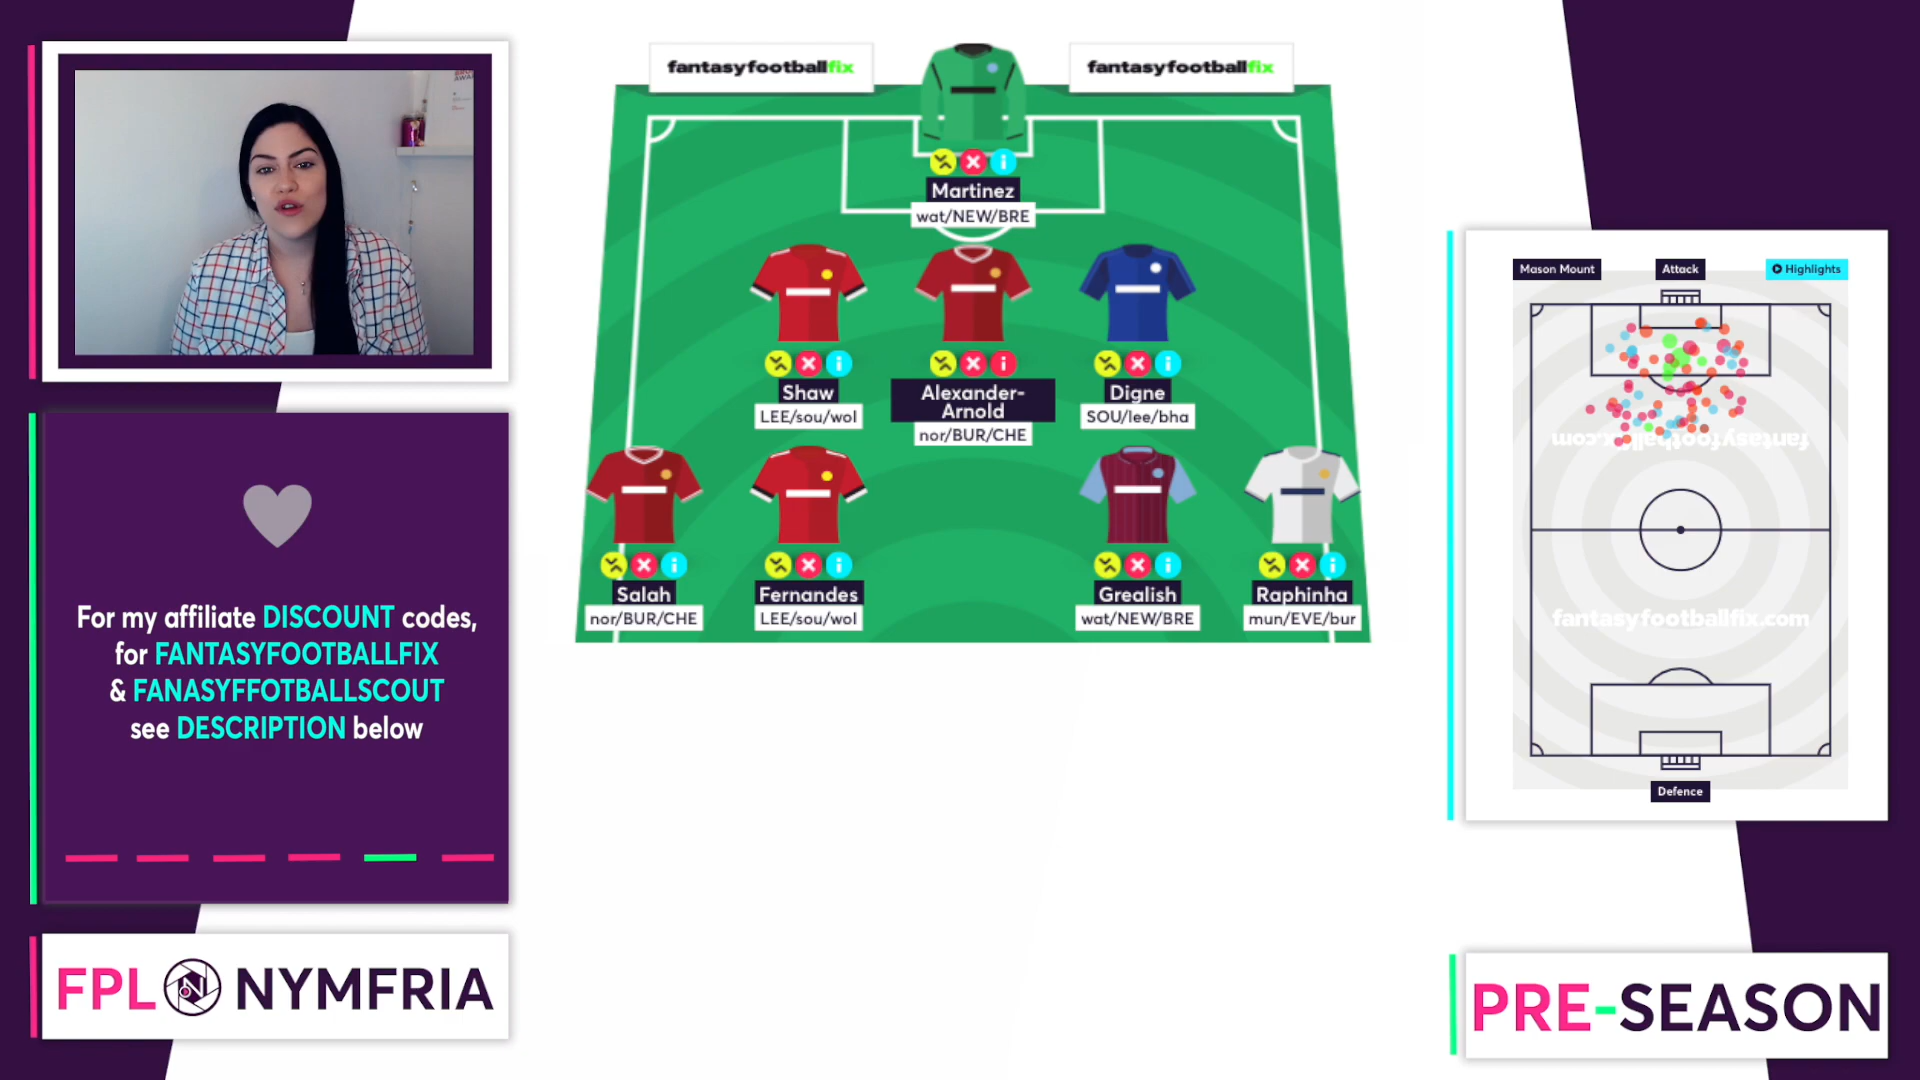 fantasyfootballfix
fantasyfootballfix
Martinez
wat/NEW/BRE
Shaw
LEE/sou/wol
Alexander-
Arnold
nor/BUR/CHE
Digne
SOU/lee/bha
Salah
nor/BUR/CHE
Fernandes
LEE/sou/wol
Grealish
wat/NEW/BRE
Raphinha
mun/EVE/bur
For my affiliate DISCOUNT codes,
for FANTASYFOOTBALLFIX
& FANASYFFOTBALLSCOUT
see DESCRIPTION below
FPL NYMFRIA
Mason Mount
Attack
Highlights
fantasyfootballfix.com
fantasyfootballfix.com
Defence
PRE-SEASON